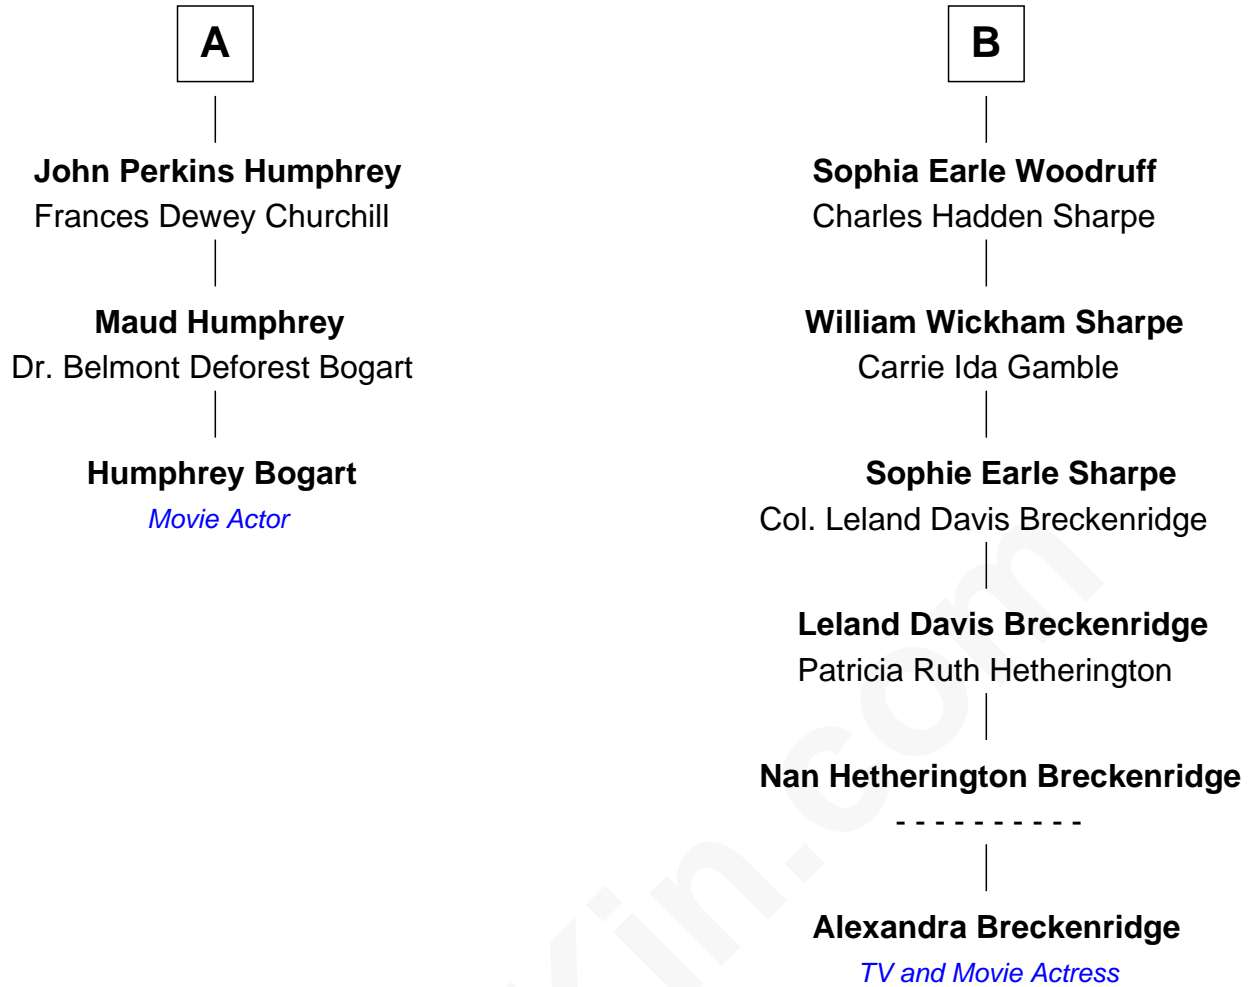 A
John Perkins Humphrey
Frances Dewey Churchill
Maud Humphrey
Dr. Belmont Deforest Bogart
Humphrey Bogart
Movie Actor
B
Sophia Earle Woodruff
Charles Hadden Sharpe
William Wickham Sharpe
Carrie Ida Gamble
Sophie Earle Sharpe
Col. Leland Davis Breckenridge
Leland Davis Breckenridge
Patricia Ruth Hetherington
Nan Hetherington Breckenridge
- - - - - - - - - -
Alexandra Breckenridge
TV and Movie Actress